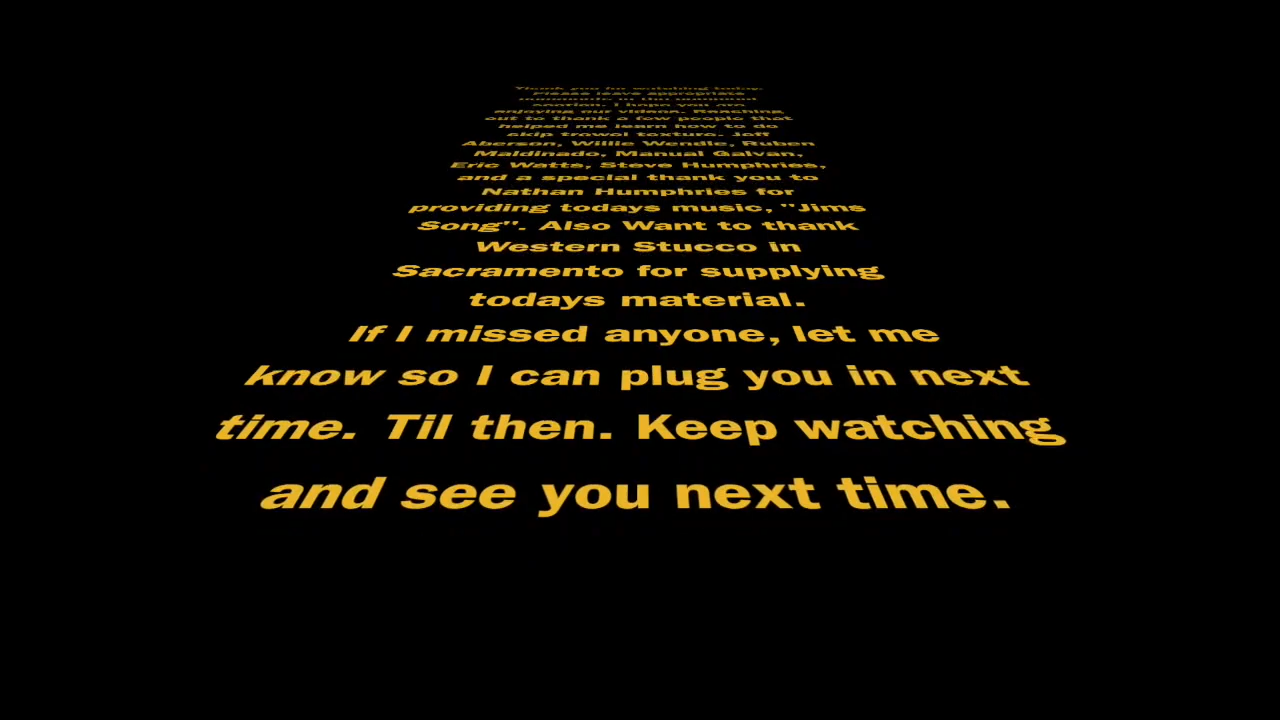 Thank you for watching today.
Please leave appropriate
comments in the comment
section. I hope you are
enjoying our videos. Reaching
out to thank a few people that
helped me learn how to do
skip trowel texture. Jeff
Aberson, Willie Wendle, Ruben
Maldinado, Manual Galvan,
Eric Watts, Steve Humphries,
and a special thank you to
Nathan Humphries for
providing todays music, "Jims
Song". Also Want to thank
Western Stucco in
Sacramento for supplying
todays material.
If I missed anyone, let me
know so I can plug you in next
time. Til then. Keep watching
and see you next time.